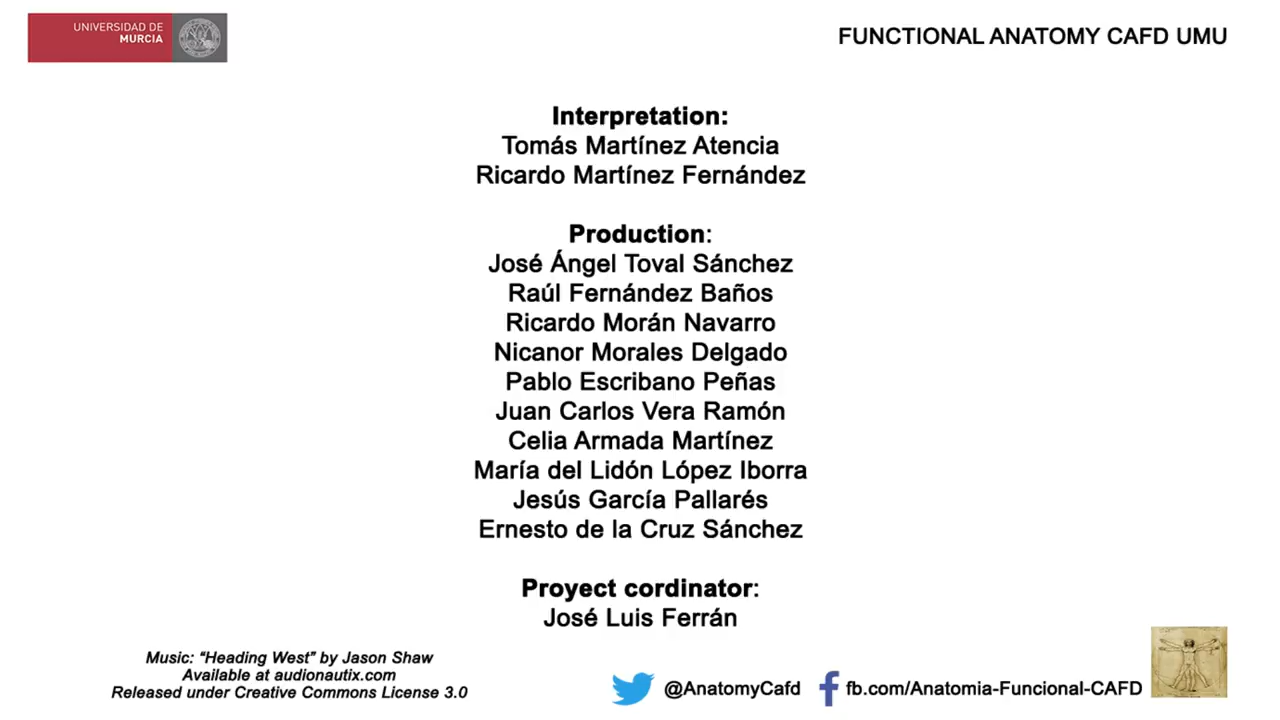 UNIVERSIDAD DE
MURCIA
FUNCTIONAL ANATOMY CAFD UMU
Interpretation:
Tomás Martínez Atencia
Ricardo Martínez Fernández
Production:
José Ángel Toval Sánchez
Raúl Fernández Baños
Ricardo Morán Navarro
Nicanor Morales Delgado
Pablo Escribano Peñas
Juan Carlos Vera Ramón
Celia Armada Martínez
María del Lidón López Iborra
Jesús García Pallarés
Ernesto de la Cruz Sánchez
Proyect cordinator:
José Luis Ferrán
Music: “Heading West” by Jason Shaw
Available at audionautix.com
Released under Creative Commons License 3.0
@AnatomyCafd
fb.com/Anatomia-Funcional-CAFD